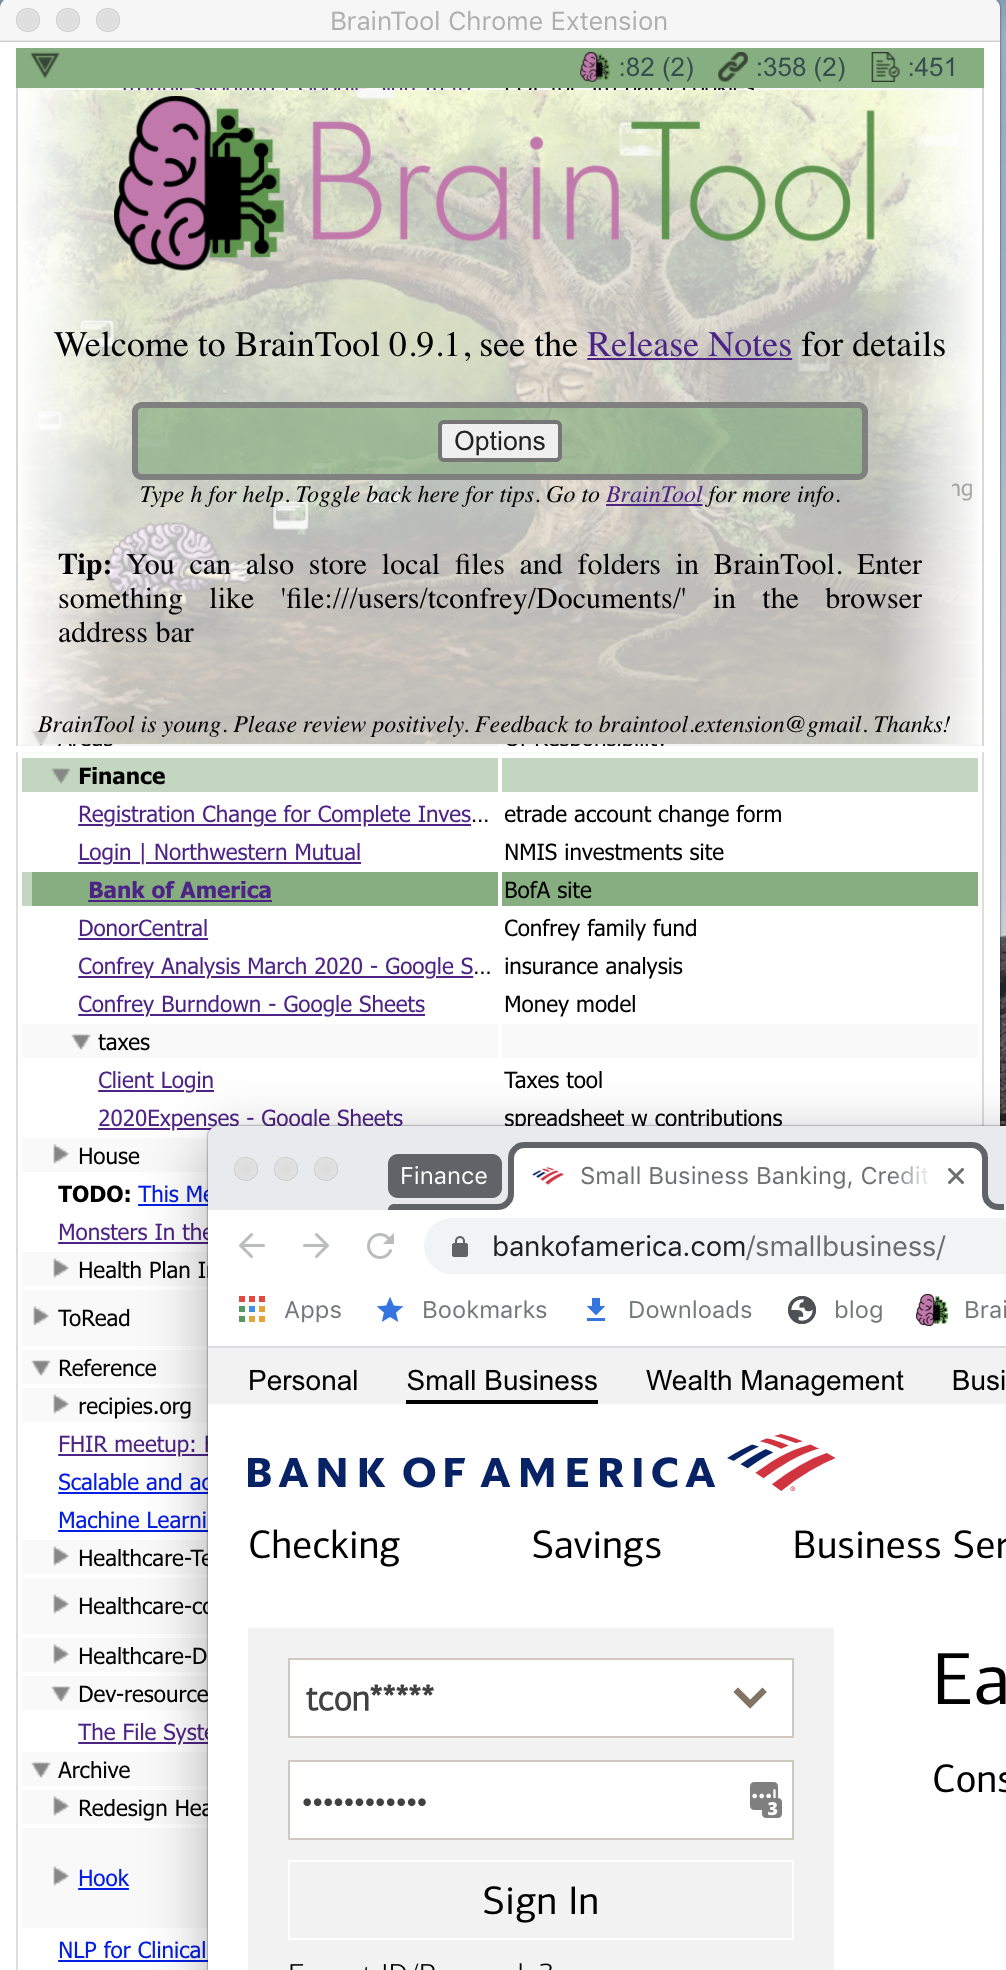 BrainTool Chrome Extension
:82 (2) :358 (2) :451
BrainTool
Welcome to BrainTool 0.9.1, see the Release Notes for details
Options
Type h for help. Toggle back here for tips. Go to BrainTool for more info.
ng
Tip: You can also store local files and folders in BrainTool. Enter
something like 'file:///users/tconfrey/Documents/' in the browser
address bar
BrainTool is young. Please review positively. Feedback to braintool.extension@gmail. Thanks!
Finance
Registration Change for Complete Inves... etrade account change form
Login | Northwestern Mutual NMIS investments site
Bank of America BofA site
DonorCentral Confrey family fund
Confrey Analysis March 2020 - Google S... insurance analysis
Confrey Burndown - Google Sheets Money model
taxes
Client Login Taxes tool
2020Expenses - Google Sheets spreadsheet w contributions
House
TODO: This Me
Monsters In the
Health Plan I
ToRead
Reference
recipies.org
FHIR meetup:
Scalable and ac
Machine Learni
Healthcare-Te
Healthcare-co
Healthcare-D
Dev-resource
The File Syste
Archive
Redesign Hea
Hook
NLP for Clinical
Finance Small Business Banking, Credit
bankofamerica.com/smallbusiness/
Apps Bookmarks Downloads blog Brai
Personal Small Business Wealth Management Busi
BANK OF AMERICA
Checking Savings Business Ser
tcon*****
••••••••••••
3
Sign In
Ea
Cons